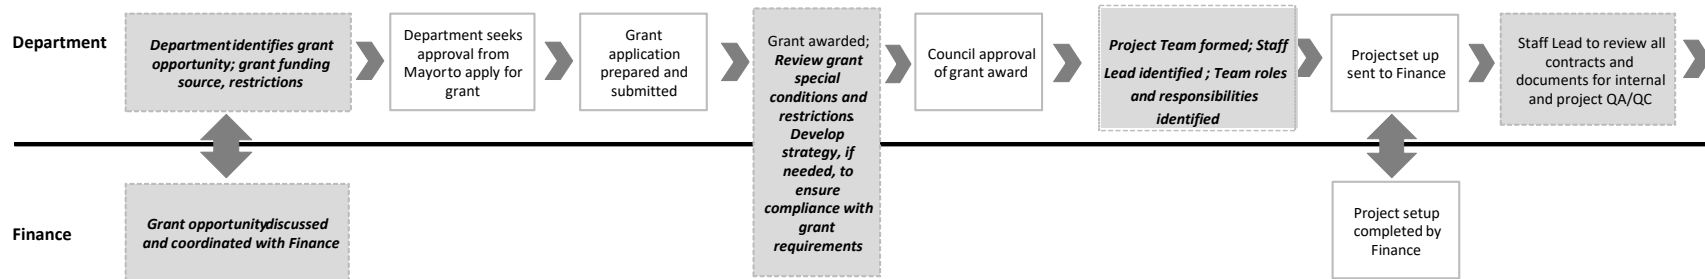 Department
Department identifies grant
opportunity; grant funding
source, restrictions
Department seeks
approval from
Mayor to apply for
grant
Grant
application
prepared and
submitted
Grant awarded;
Review grant
special
conditions and
restrictions.
Develop
strategy, if
needed, to
ensure
compliance with
grant
requirements
Council approval
of grant award
Project Team formed; Staff
Lead identified ; Team roles
and responsibilities
identified
Project set up
sent to Finance
Staff Lead to review all
contracts and
documents for internal
and project QA/QC
Finance
Grant opportunity discussed
and coordinated with Finance
Project setup
completed by
Finance